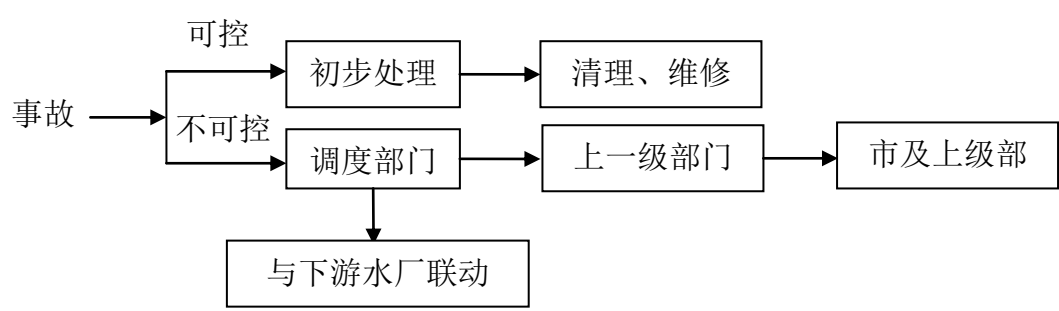 可控
初步处理
清理、维修
事故
不可控
调度部门
上一级部门
市及上级部
与下游水厂联动